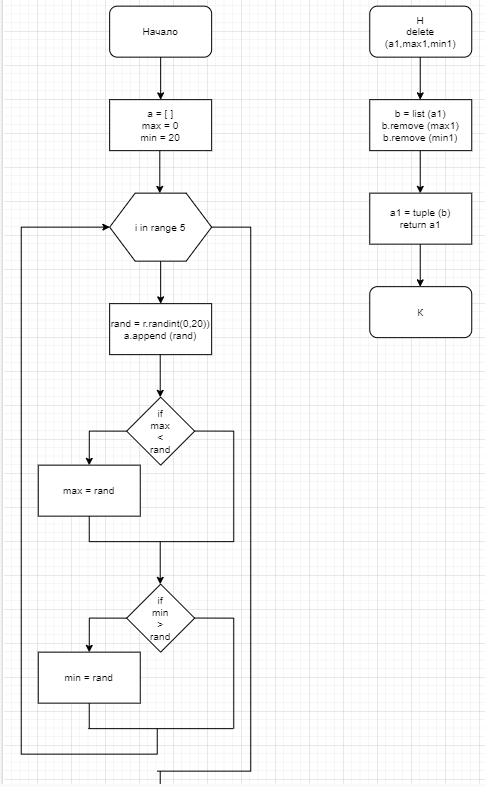 Начало
a = [ ]
max = 0
min = 20
i in range 5
rand = r.randint(0,20))
a.append (rand)
if
max
<
rand
max = rand
if
min
>
rand
min = rand
Н
delete
(a1,max1,min1)
b = list (a1)
b.remove (max1)
b.remove (min1)
a1 = tuple (b)
return a1
К